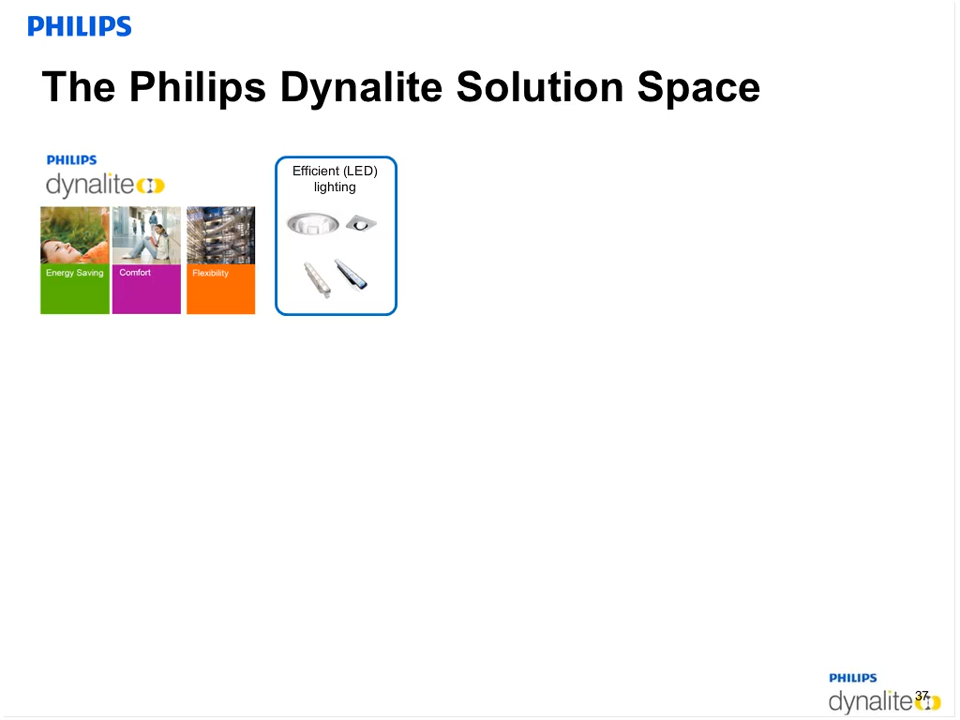 PHILIPS
The Philips Dynalite Solution Space
PHILIPS
dynalite
Efficient (LED)
lighting
Energy Saving
Comfort
Flexibility
PHILIPS
dynalite
37